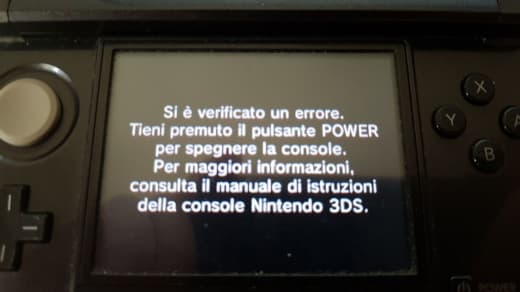 Si è verificato un errore.
Tieni premuto il pulsante POWER
per spegnere la console.
Per maggiori informazioni,
consulta il manuale di istruzioni
della console Nintendo 3DS.
X
A
B
POWER